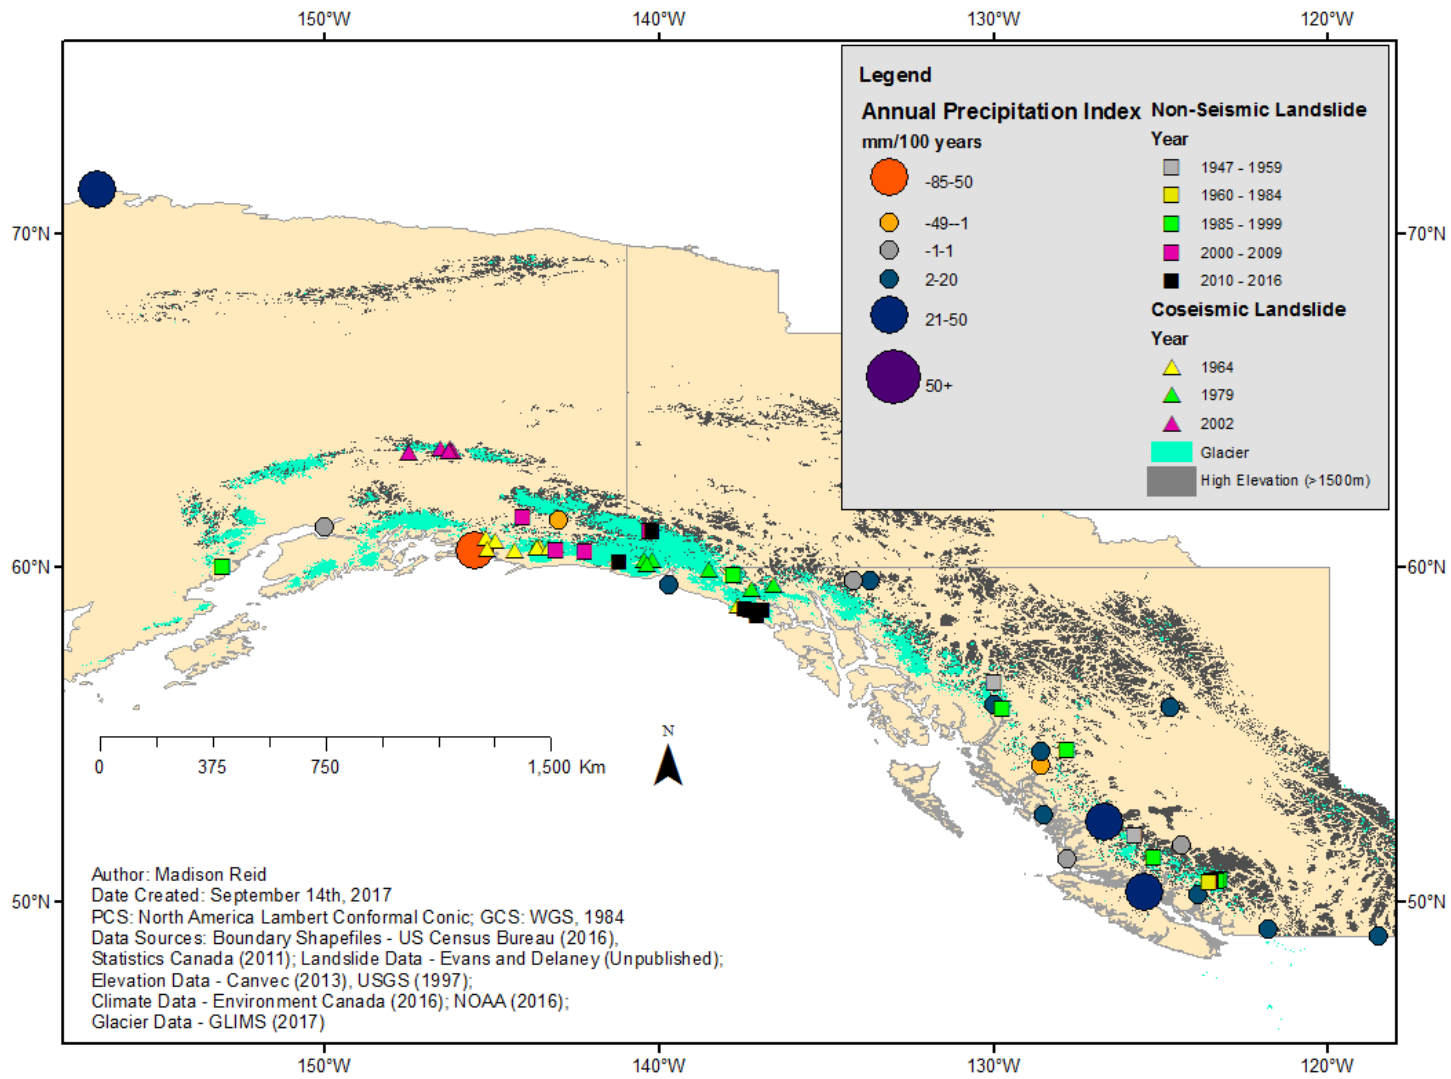 150°W 140°W 130°W 120°W
Legend
Annual Precipitation Index
mm/100 years
-85-50
-49--1
-1-1
2-20
21-50
50+
Non-Seismic Landslide
Year
1947 - 1959
1960 - 1984
1985 - 1999
2000 - 2009
2010 - 2016
Coseismic Landslide
Year
1964
1979
2002
Glacier
High Elevation (>1500m)
70°N 70°N
60°N 60°N
N
0 375 750 1,500 Km
Author: Madison Reid
Date Created: September 14th, 2017
PCS: North America Lambert Conformal Conic; GCS: WGS, 1984
Data Sources: Boundary Shapefiles - US Census Bureau (2016),
Statistics Canada (2011); Landslide Data - Evans and Delaney (Unpublished);
Elevation Data - Canvec (2013), USGS (1997);
Climate Data - Environment Canada (2016); NOAA (2016);
Glacier Data - GLIMS (2017)
50°N 50°N
150°W 140°W 130°W 120°W